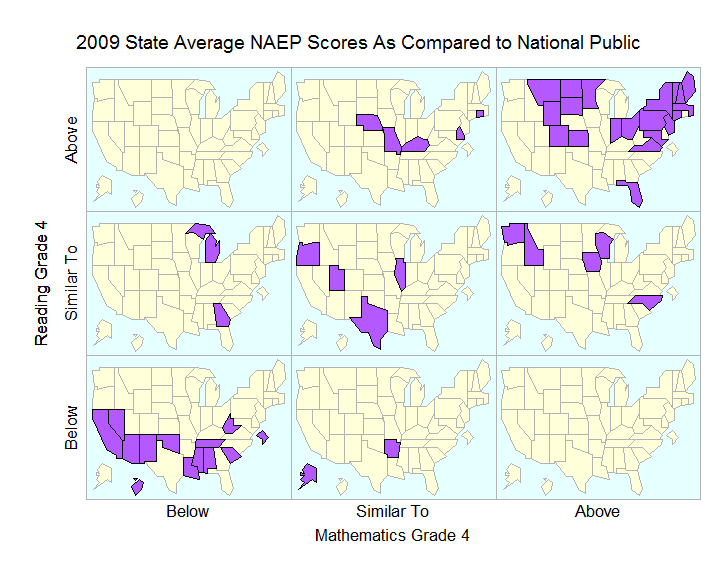 2009 State Average NAEP Scores As Compared to National Public
Reading Grade 4
Above
Similar To
Below
Below
Similar To
Above
Mathematics Grade 4